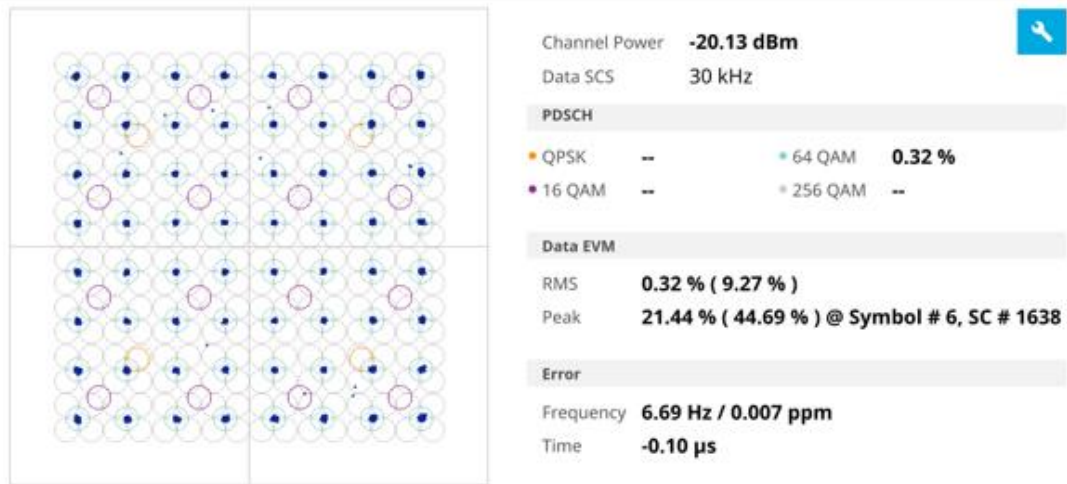 Channel Power -20.13 dBm
Data SCS 30 kHz
PDSCH
QPSK -- 64 QAM 0.32 %
16 QAM -- 256 QAM --
Data EVM
RMS 0.32 % ( 9.27 % )
Peak 21.44 % ( 44.69 % ) @ Symbol # 6, SC # 1638
Error
Frequency 6.69 Hz / 0.007 ppm
Time -0.10 µs